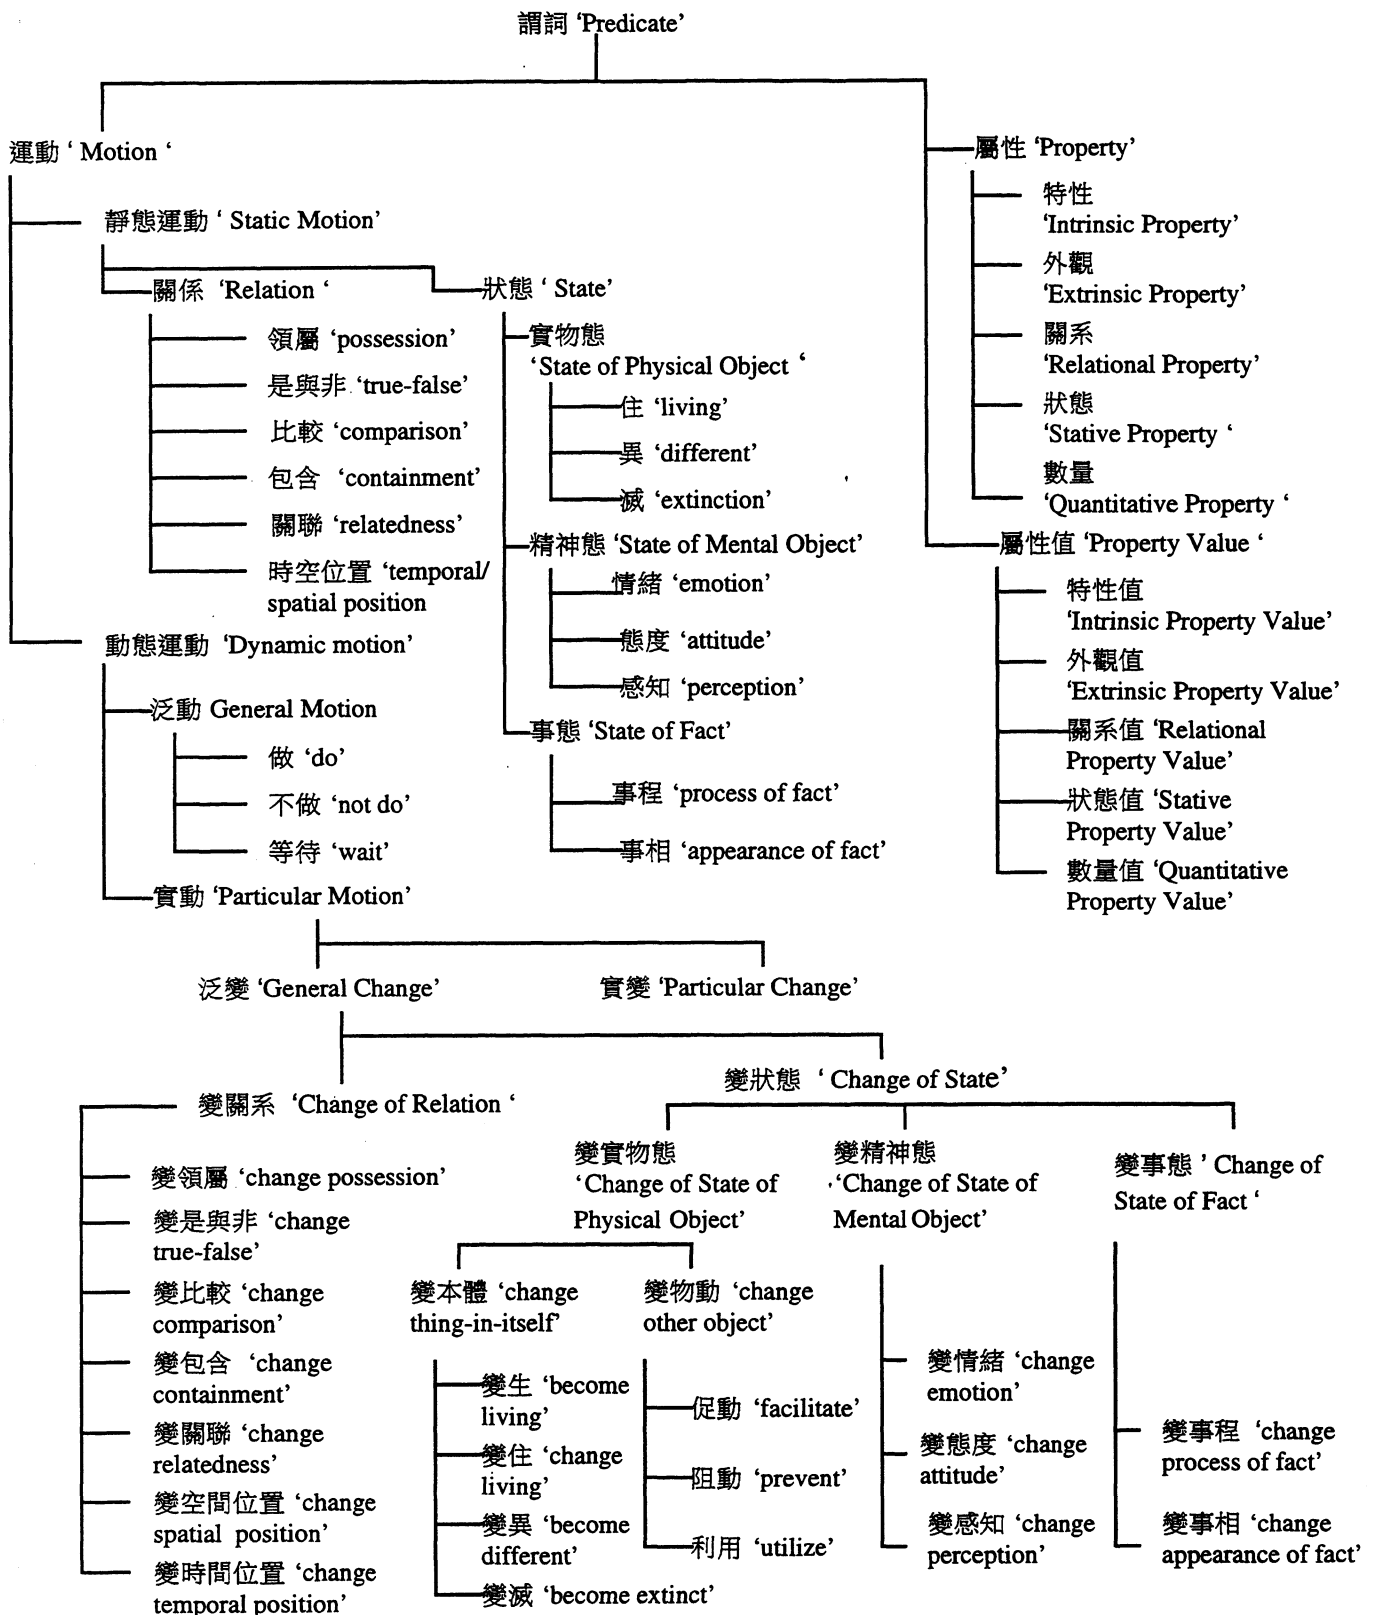 謂詞 ‘Predicate’
運動 ‘ Motion ‘
靜態運動 ‘ Static Motion’
關係 ‘Relation ‘
領屬 ‘possession’
是與非 ‘true-false’
比較 ‘comparison’
包含 ‘containment’
關聯 ‘relatedness’
時空位置 ‘temporal/
spatial position
狀態 ‘ State’
實物態
‘State of Physical Object ‘
住 ‘living’
異 ‘different’
滅 ‘extinction’
精神態 ‘State of Mental Object’
情緒 ‘emotion’
態度 ‘attitude’
感知 ‘perception’
事態 ‘State of Fact’
事程 ‘process of fact’
事相 ‘appearance of fact’
動態運動 ‘Dynamic motion’
泛動 General Motion
做 ‘do’
不做 ‘not do’
等待 ‘wait’
實動 ‘Particular Motion’
泛變 ‘General Change’
實變 ‘Particular Change’
變關系 ‘Change of Relation ‘
變領屬 ‘change possession’
變是與非 ‘change
true-false’
變比較 ‘change
comparison’
變包含 ‘change
containment’
變關聯 ‘change
relatedness’
變空間位置 ‘change
spatial position’
變時間位置 ‘change
temporal position’
變狀態 ‘ Change of State’
變實物態
‘Change of State of
Physical Object’
變本體 ‘change
thing-in-itself’
變生 ‘become
living’
變住 ‘change
living’
變異 ‘become
different’
變滅 ‘become extinct’
變物動 ‘change
other object’
促動 ‘facilitate’
阻動 ‘prevent’
利用 ‘utilize’
變精神態
‘Change of State of
Mental Object’
變情緒 ‘change
emotion’
變態度 ‘change
attitude’
變感知 ‘change
perception’
變事態 ’ Change of
State of Fact ‘
變事程 ‘change
process of fact’
變事相 ‘change
appearance of fact’
屬性 ‘Property’
特性
‘Intrinsic Property’
外觀
‘Extrinsic Property’
關系
‘Relational Property’
狀態
‘Stative Property ‘
數量
‘Quantitative Property ‘
屬性值 ‘Property Value ‘
特性值
‘Intrinsic Property Value’
外觀值
‘Extrinsic Property Value’
關系值 ‘Relational
Property Value’
狀態值 ‘Stative
Property Value’
數量值 ‘Quantitative
Property Value’